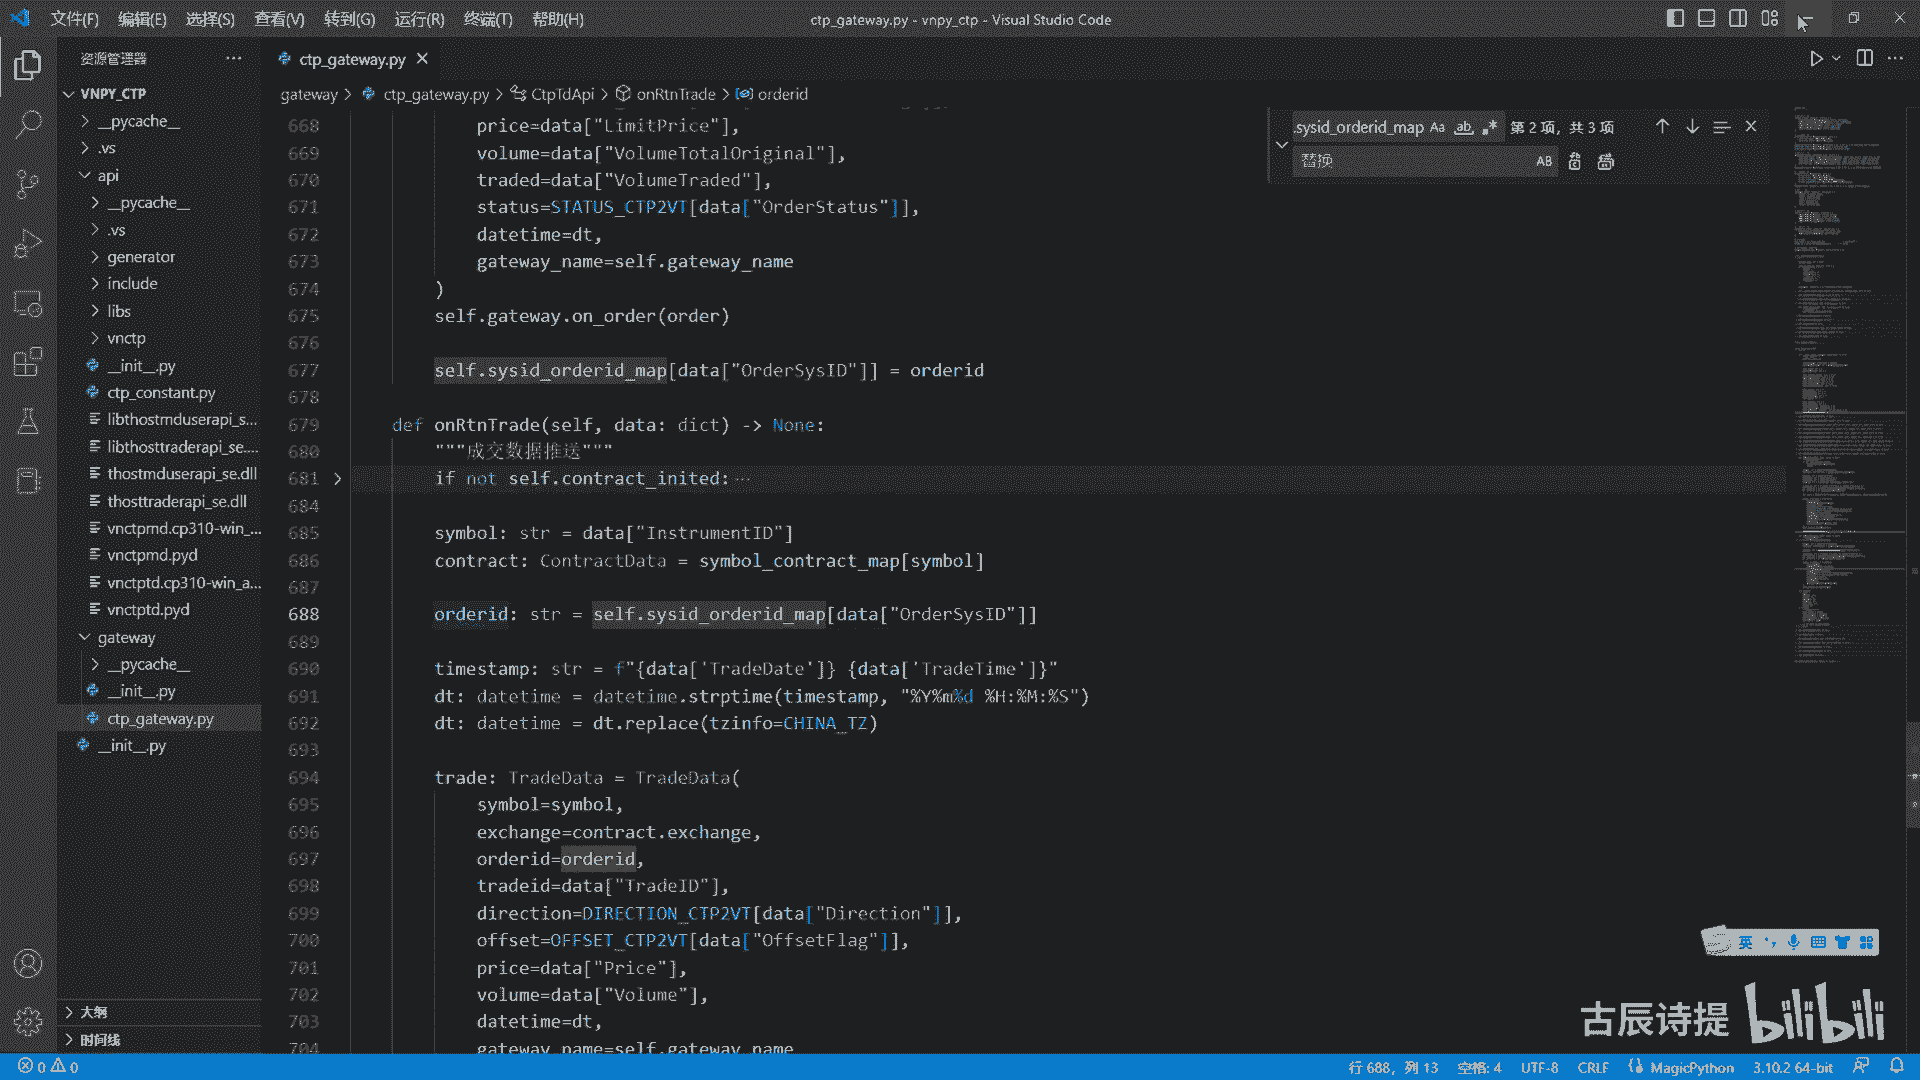 文件(F) 编辑(E) 选择(S) 查看(V) 转到(G) 运行(R) 终端(T) 帮助(H)
ctp_gateway.py - vnpy_ctp - Visual Studio Code
资源管理器
VNPY_CTP
__pycache__
.vs
api
__pycache__
.vs
generator
include
libs
vnctp
__init__.py
ctp_constant.py
libthostmduserapi_s...
libthosttraderapi_se....
thostmduserapi_se.dll
thosttraderapi_se.dll
vnctpmd.cp310-win_...
vnctpmd.pyd
vnctptd.cp310-win_a...
vnctptd.pyd
gateway
__pycache__
__init__.py
ctp_gateway.py
__init__.py
大纲
时间线
ctp_gateway.py
gateway > ctp_gateway.py > CtpTdApi > onRtnTrade > orderid
.sysid_orderid_map Aa ab .* 第 2 项，共 3 项
替换 AB
668 price=data["LimitPrice"],
669 volume=data["VolumeTotalOriginal"],
670 traded=data["VolumeTraded"],
671 status=STATUS_CTP2VT[data["OrderStatus"]],
672 datetime=dt,
673 gateway_name=self.gateway_name
674 )
675 self.gateway.on_order(order)
676
677 self.sysid_orderid_map[data["OrderSysID"]] = orderid
678
679 def onRtnTrade(self, data: dict) -> None:
680 """成交数据推送"""
681 if not self.contract_inited:···
684
685 symbol: str = data["InstrumentID"]
686 contract: ContractData = symbol_contract_map[symbol]
687
688 orderid: str = self.sysid_orderid_map[data["OrderSysID"]]
689
690 timestamp: str = f"{data['TradeDate']} {data['TradeTime']}"
691 dt: datetime = datetime.strptime(timestamp, "%Y%m%d %H:%M:%S")
692 dt: datetime = dt.replace(tzinfo=CHINA_TZ)
693
694 trade: TradeData = TradeData(
695 symbol=symbol,
696 exchange=contract.exchange,
697 orderid=orderid,
698 tradeid=data["TradeID"],
699 direction=DIRECTION_CTP2VT[data["Direction"]],
700 offset=OFFSET_CTP2VT[data["OffsetFlag"]],
701 price=data["Price"],
702 volume=data["Volume"],
703 datetime=dt,
704 gateway_name=self.gateway_name
英
古辰诗提 bilibili
0 0
行 688，列 13 空格: 4 UTF-8 CRLF MagicPython 3.10.2 64-bit